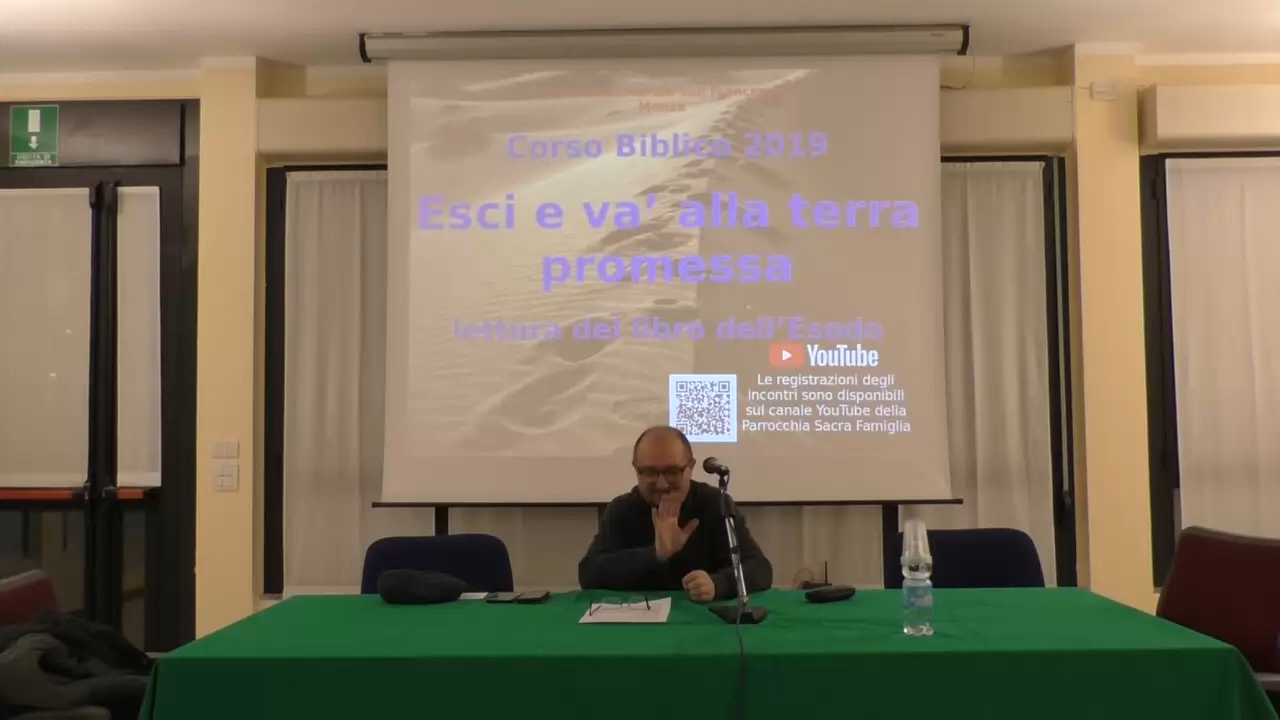 Monza
Corso Biblico 2019
Esci e va’ alla terra
promessa
lettura del libro dell’Esodo
YouTube
Le registrazioni degli
incontri sono disponibili
sul canale YouTube della
Parrocchia Sacra Famiglia